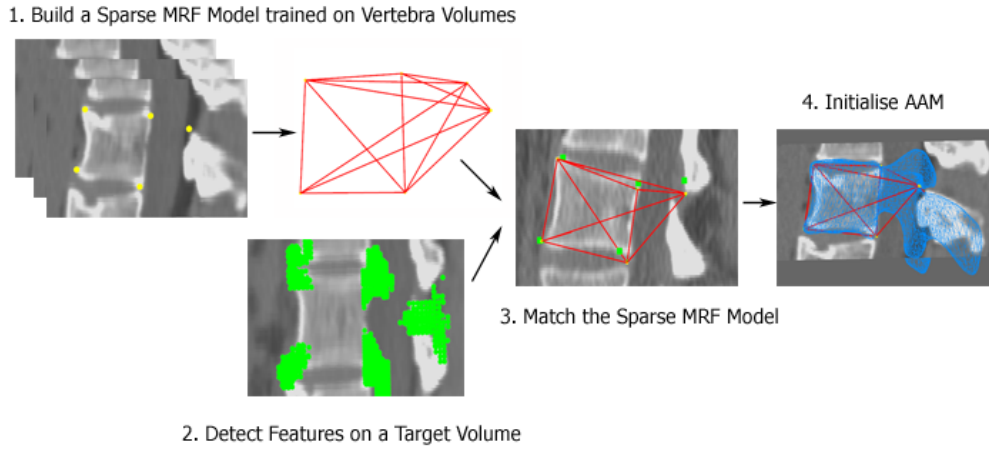 1. Build a Sparse MRF Model trained on Vertebra Volumes
4. Initialise AAM
3. Match the Sparse MRF Model
2. Detect Features on a Target Volume